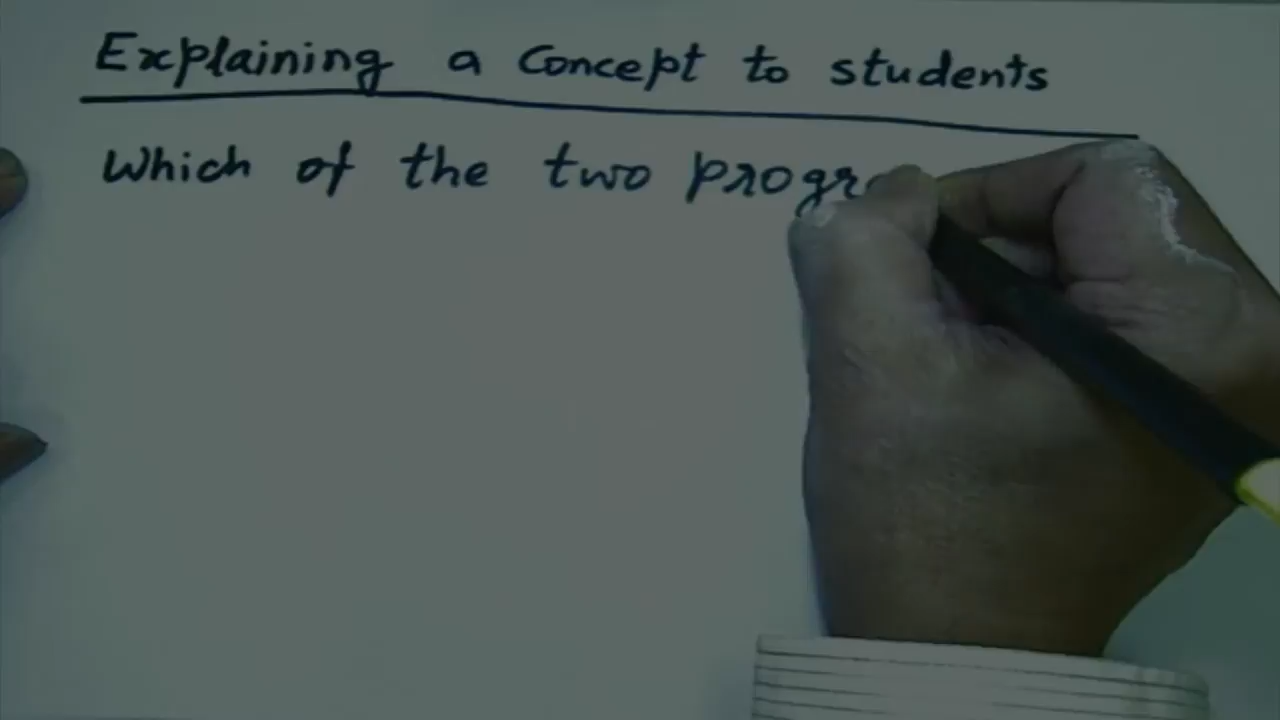 Explaining a Concept to students
Which of the two progr